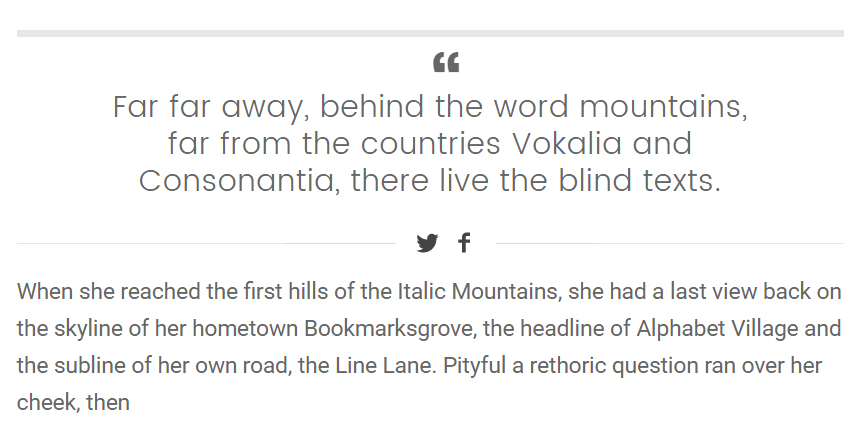 “
Far far away, behind the word mountains,
far from the countries Vokalia and
Consonantia, there live the blind texts.
When she reached the first hills of the Italic Mountains, she had a last view back on
the skyline of her hometown Bookmarksgrove, the headline of Alphabet Village and
the subline of her own road, the Line Lane. Pityful a rethoric question ran over her
cheek, then